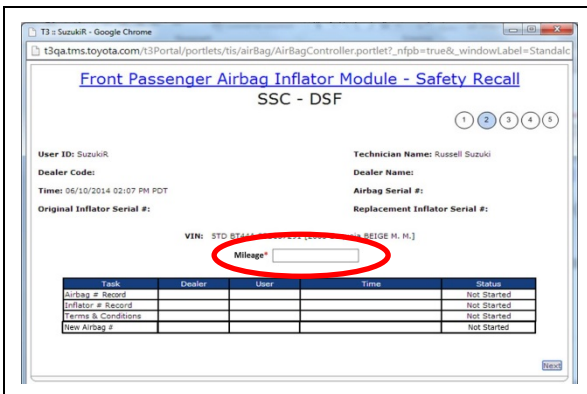 T3 :: SuzukiR - Google Chrome
t3qa.tms.toyota.com/t3Portal/portlets/tis/airBag/AirBagController.portlet?_nfpb=true&_windowLabel=Standalc
Front Passenger Airbag Inflator Module - Safety Recall
SSC - DSF
1 2 3 4 5
User ID: SuzukiR Technician Name: Russell Suzuki
Dealer Code: Dealer Name:
Time: 06/10/2014 02:07 PM PDT Airbag Serial #:
Original Inflator Serial #: Replacement Inflator Serial #:
VIN: STD BEIGE M. M.]
Mileage*
Task Dealer User Time Status
Airbag # Record Not Started
Inflator # Record Not Started
Terms & Conditions Not Started
New Airbag # Not Started
Next